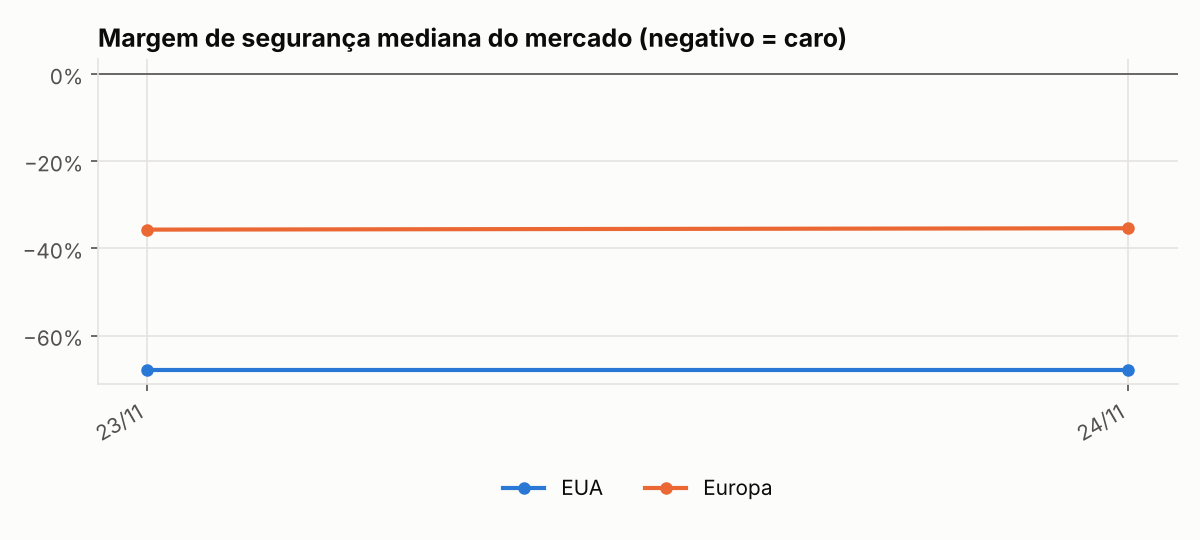 Margem de segurança mediana do mercado (negativo = caro)
0%
−20%
−40%
−60%
23/11
24/11
EUA
Europa